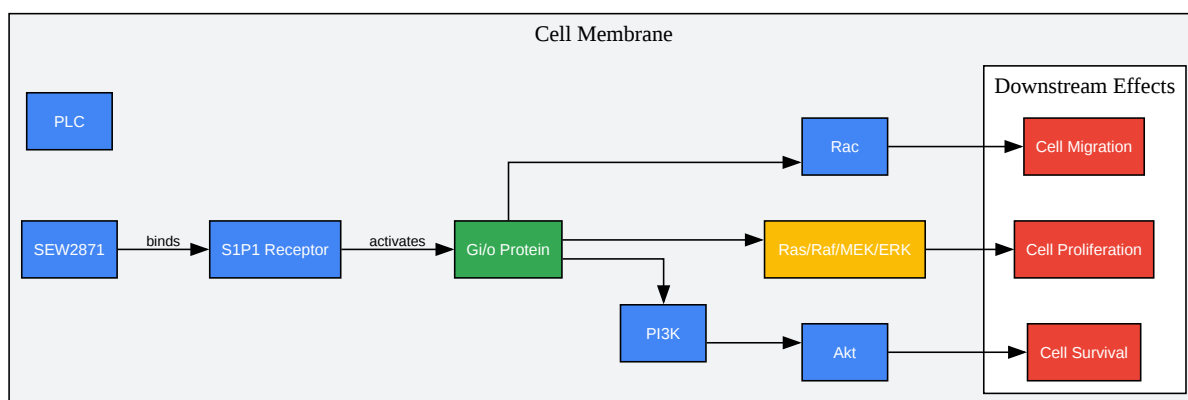 Cell Membrane
Downstream Effects
PLC
Rac
Cell Migration
SEW2871
binds
S1P1 Receptor
activates
Gi/o Protein
Ras/Raf/MEK/ERK
Cell Proliferation
PI3K
Akt
Cell Survival